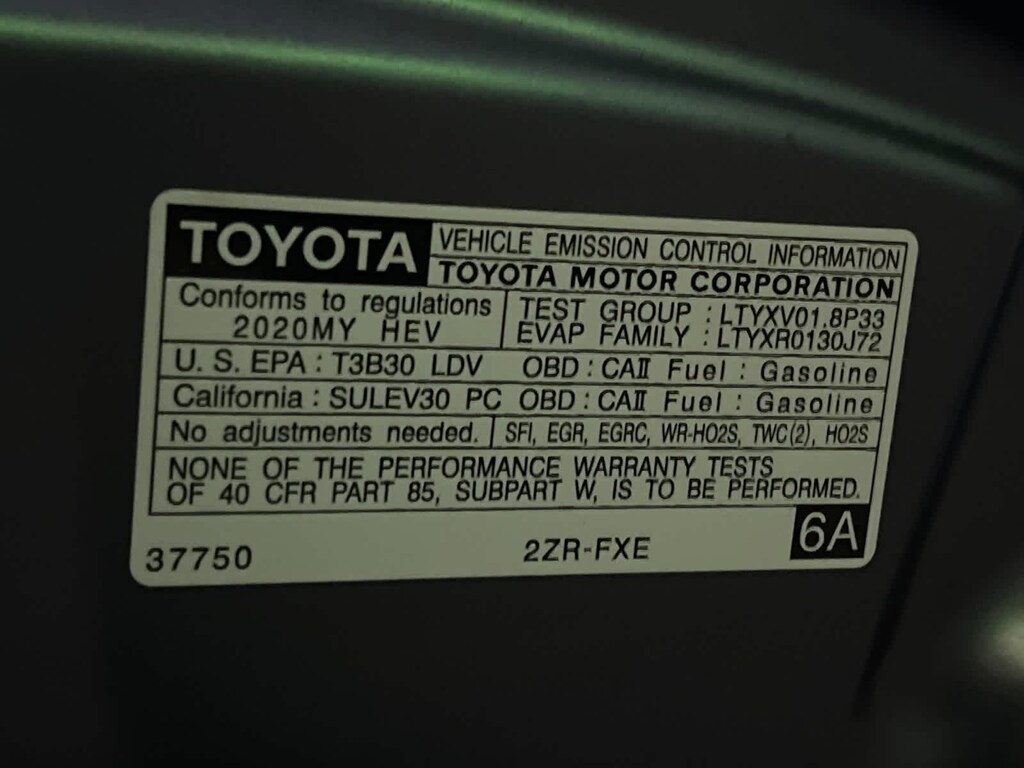 TOYOTA VEHICLE EMISSION CONTROL INFORMATION
TOYOTA MOTOR CORPORATION
Conforms to regulations
2020MY HEV
TEST GROUP : LTYXV01.8P33
EVAP FAMILY : LTYXR0130J72
U. S. EPA : T3B30 LDV OBD : CAⅡ Fuel : Gasoline
California : SULEV30 PC OBD : CAⅡ Fuel : Gasoline
No adjustments needed. SFI, EGR, EGRC, WR-HO2S, TWC(2), HO2S
NONE OF THE PERFORMANCE WARRANTY TESTS
OF 40 CFR PART 85, SUBPART W, IS TO BE PERFORMED.
37750 2ZR-FXE 6A